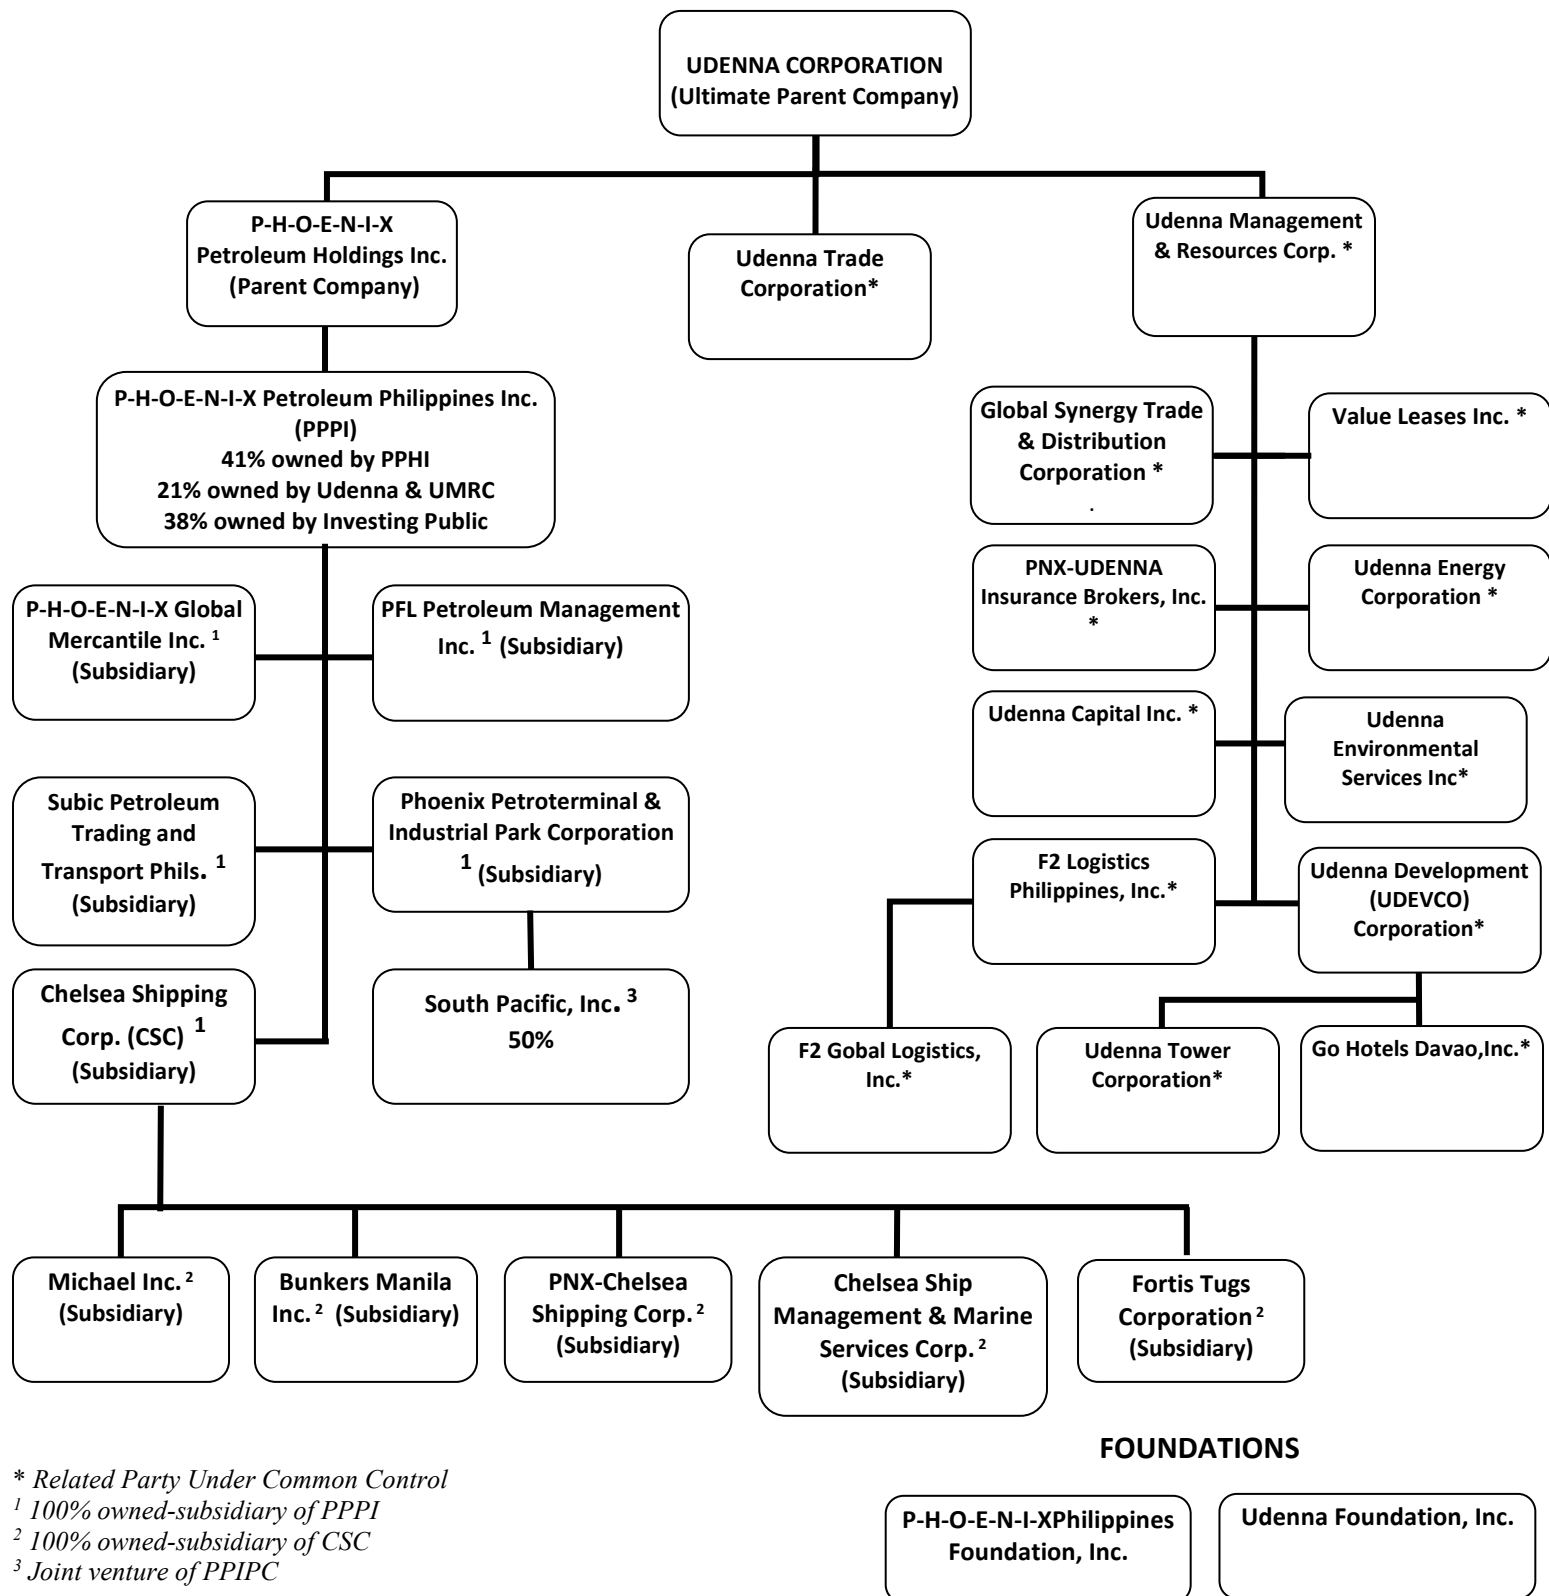 UDENNA CORPORATION
(Ultimate Parent Company)
P-H-O-E-N-I-X
Petroleum Holdings Inc.
(Parent Company)
Udenna Trade
Corporation*
Udenna Management
& Resources Corp. *
P-H-O-E-N-I-X Petroleum Philippines Inc.
(PPPI)
41% owned by PPHI
21% owned by Udenna & UMRC
38% owned by Investing Public
Global Synergy Trade
& Distribution
Corporation *
.
Value Leases Inc. *
PNX-UDENNA
Insurance Brokers, Inc.
*
Udenna Energy
Corporation *
P-H-O-E-N-I-X Global
Mercantile Inc. 1
(Subsidiary)
PFL Petroleum Management
Inc. 1 (Subsidiary)
Udenna Capital Inc. *
Udenna
Environmental
Services Inc*
Subic Petroleum
Trading and
Transport Phils. 1
(Subsidiary)
Phoenix Petroterminal &
Industrial Park Corporation
1 (Subsidiary)
F2 Logistics
Philippines, Inc.*
Udenna Development
(UDEVCO)
Corporation*
Chelsea Shipping
Corp. (CSC) 1
(Subsidiary)
South Pacific, Inc. 3
50%
F2 Gobal Logistics,
Inc.*
Udenna Tower
Corporation*
Go Hotels Davao,Inc.*
Michael Inc. 2
(Subsidiary)
Bunkers Manila
Inc. 2 (Subsidiary)
PNX-Chelsea
Shipping Corp. 2
(Subsidiary)
Chelsea Ship
Management & Marine
Services Corp. 2
(Subsidiary)
Fortis Tugs
Corporation 2
(Subsidiary)
FOUNDATIONS
P-H-O-E-N-I-XPhilippines
Foundation, Inc.
Udenna Foundation, Inc.
* Related Party Under Common Control
1 100% owned-subsidiary of PPPI
2 100% owned-subsidiary of CSC
3 Joint venture of PPIPC